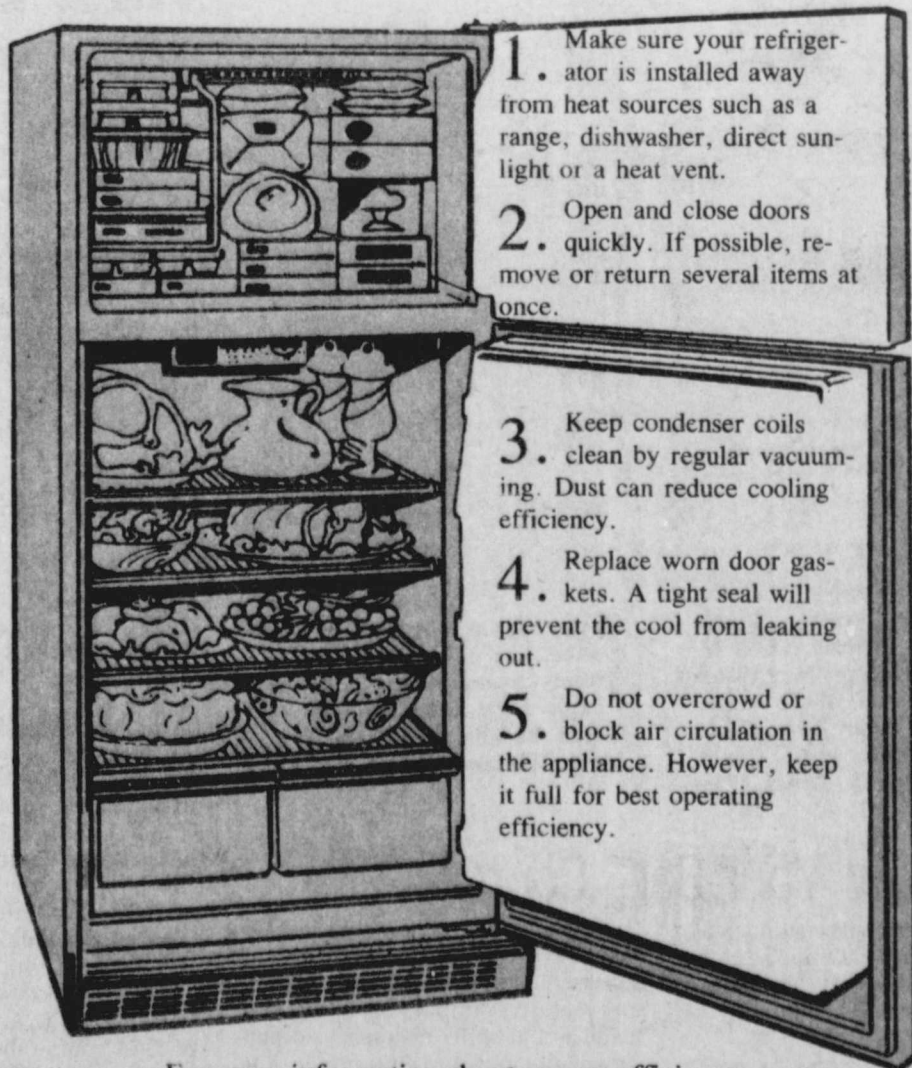 1. Make sure your refriger-
ator is installed away
from heat sources such as a
range, dishwasher, direct sun-
light or a heat vent.
2. Open and close doors
quickly. If possible, re-
move or return several items at
once.
3. Keep condenser coils
clean by regular vacuum-
ing. Dust can reduce cooling
efficiency.
4. Replace worn door gas-
kets. A tight seal will
prevent the cool from leaking
out.
5. Do not overcrowd or
block air circulation in
the appliance. However, keep
it full for best operating
efficiency.